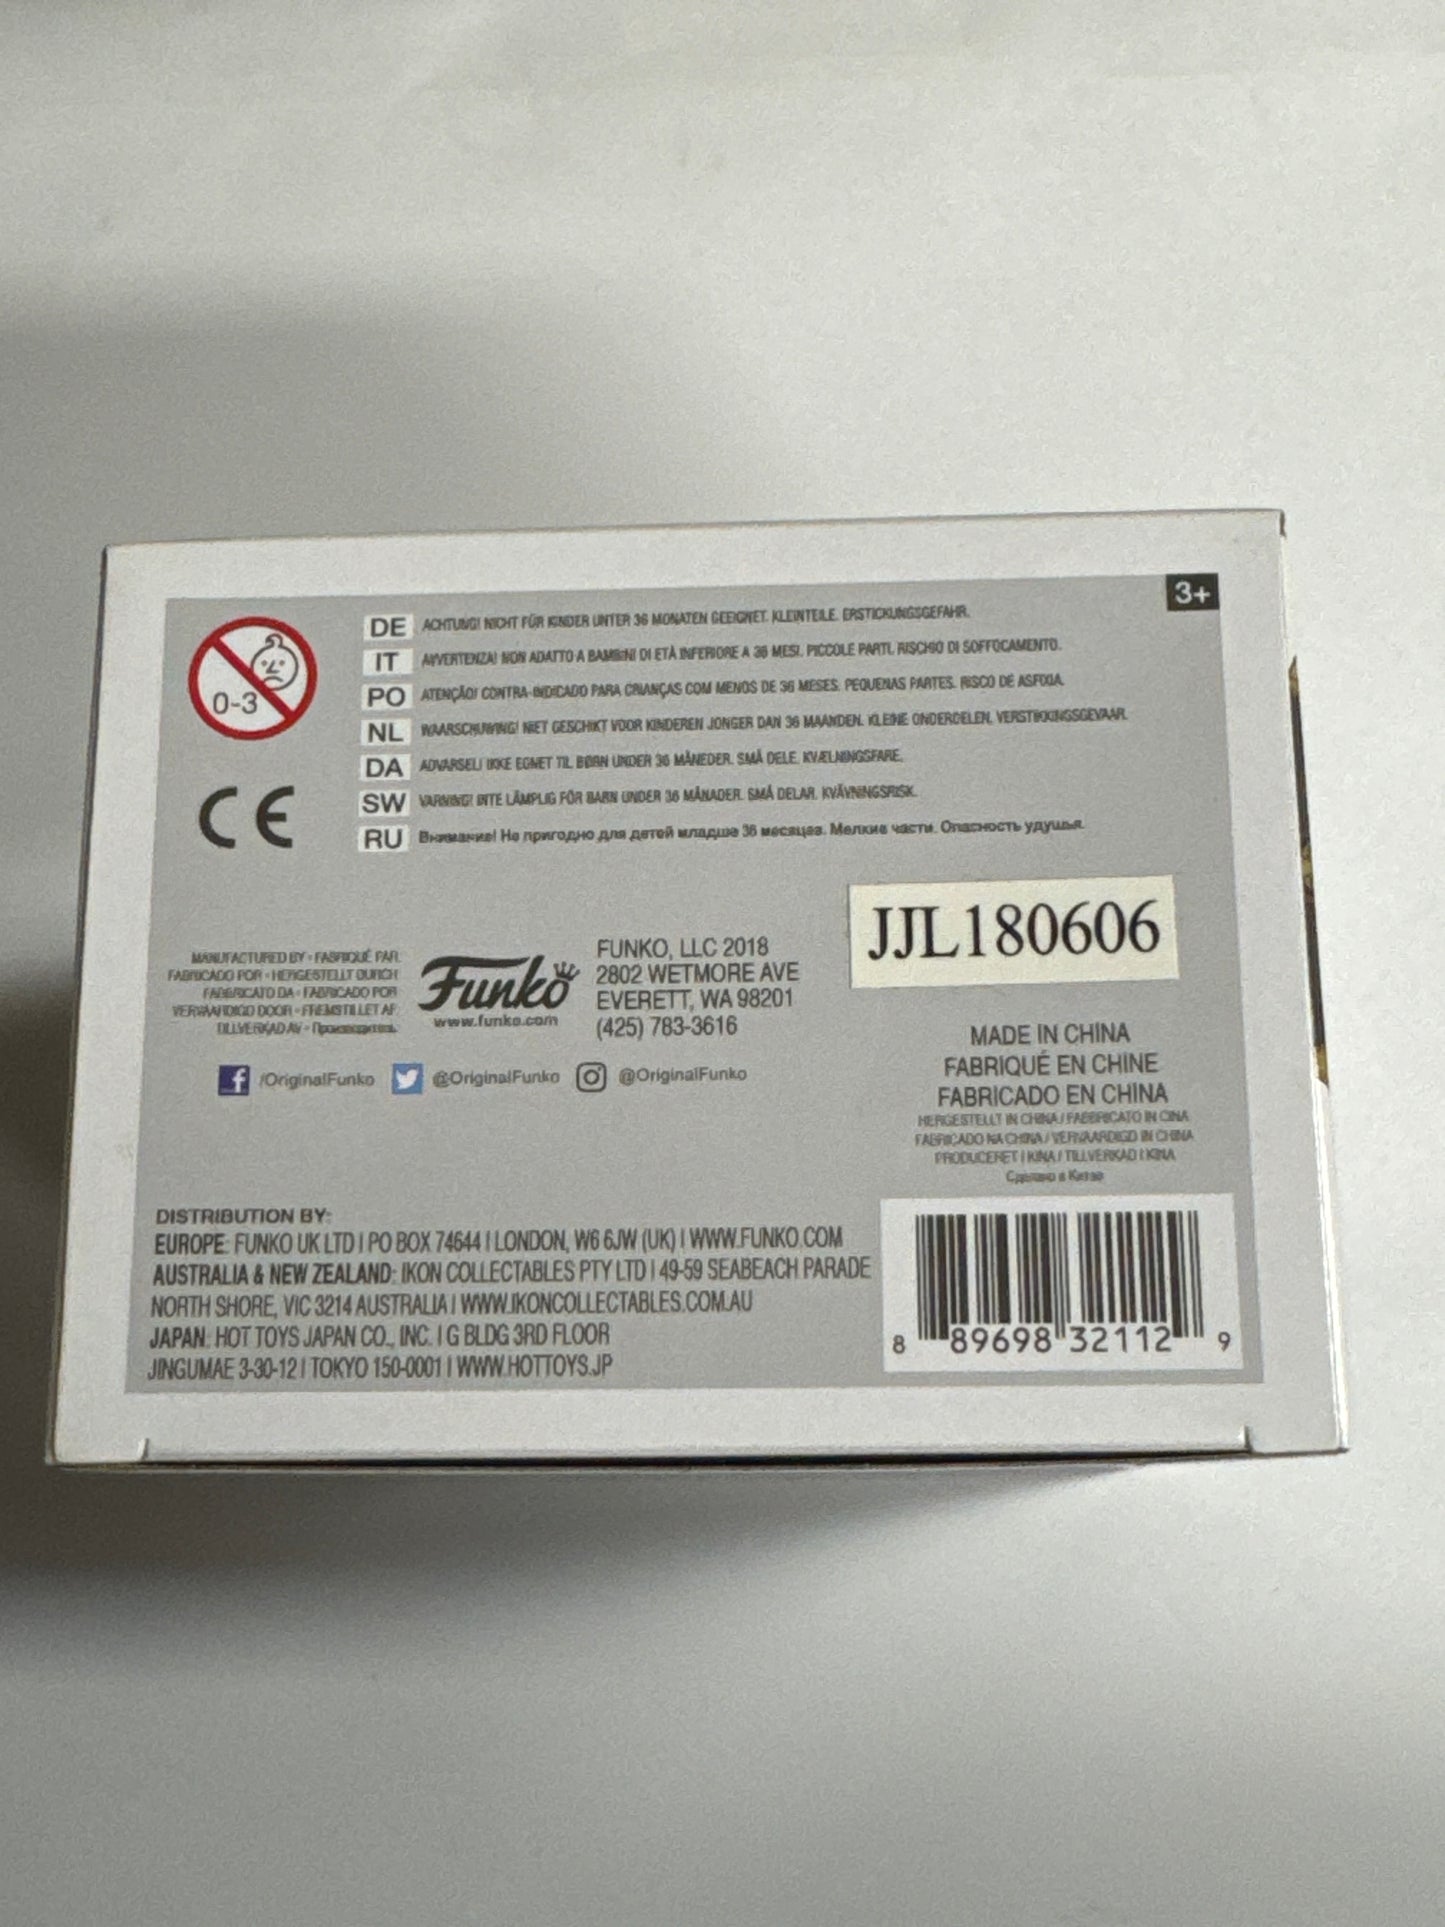 3+
0-3
DE ACHTUNG! NICHT FÜR KINDER UNTER 36 MONATEN GEEIGNET. KLEINTEILE. ERSTICKUNGSGEFAHR.
IT AVVERTENZA! NON ADATTO A BAMBINI DI ETÀ INFERIORE A 36 MESI. PICCOLE PARTI. RISCHIO DI SOFFOCAMENTO.
PO ATENÇÃO! CONTRA-INDICADO PARA CRIANÇAS COM MENOS DE 36 MESES. PEQUENAS PARTES. RISCO DE ASFIXIA.
NL WAARSCHUWING! NIET GESCHIKT VOOR KINDEREN JONGER DAN 36 MAANDEN. KLEINE ONDERDELEN. VERSTIKKINGSGEVAAR.
DA ADVARSEL! IKKE EGNET TIL BØRN UNDER 36 MÅNEDER. SMÅ DELE. KVÆLNINGSFARE.
SW VARNING! INTE LÄMPLIG FÖR BARN UNDER 36 MÅNADER. SMÅ DELAR. KVÄVNINGSRISK.
RU Внимание! Не пригодно для детей младше 36 месяцев. Мелкие части. Опасность удушья.
CE
JJL180606
MANUFACTURED BY • FABRIQUÉ PAR
FABRICADO POR • HERGESTELLT DURCH
FABBRICATO DA • FABRICADO POR
VERVAARDIGD DOOR • FREMSTILLET AF
TILLVERKAD AV • Производитель
Funko
www.funko.com
FUNKO, LLC 2018
2802 WETMORE AVE
EVERETT, WA 98201
(425) 783-3616
/OriginalFunko @OriginalFunko @OriginalFunko
MADE IN CHINA
FABRIQUÉ EN CHINE
FABRICADO EN CHINA
HERGESTELLT IN CHINA / FABBRICATO IN CINA
FABRICADO NA CHINA / VERVAARDIGD IN CHINA
PRODUCERET I KINA / TILLVERKAD I KINA
Сделано в Китае
DISTRIBUTION BY:
EUROPE: FUNKO UK LTD | PO BOX 74644 | LONDON, W6 6JW (UK) | WWW.FUNKO.COM
AUSTRALIA & NEW ZEALAND: IKON COLLECTABLES PTY LTD | 49-59 SEABEACH PARADE
NORTH SHORE, VIC 3214 AUSTRALIA | WWW.IKONCOLLECTABLES.COM.AU
JAPAN: HOT TOYS JAPAN CO., INC. | G BLDG 3RD FLOOR
JINGUMAE 3-30-12 | TOKYO 150-0001 | WWW.HOTTOYS.JP
8 89698 32112 9